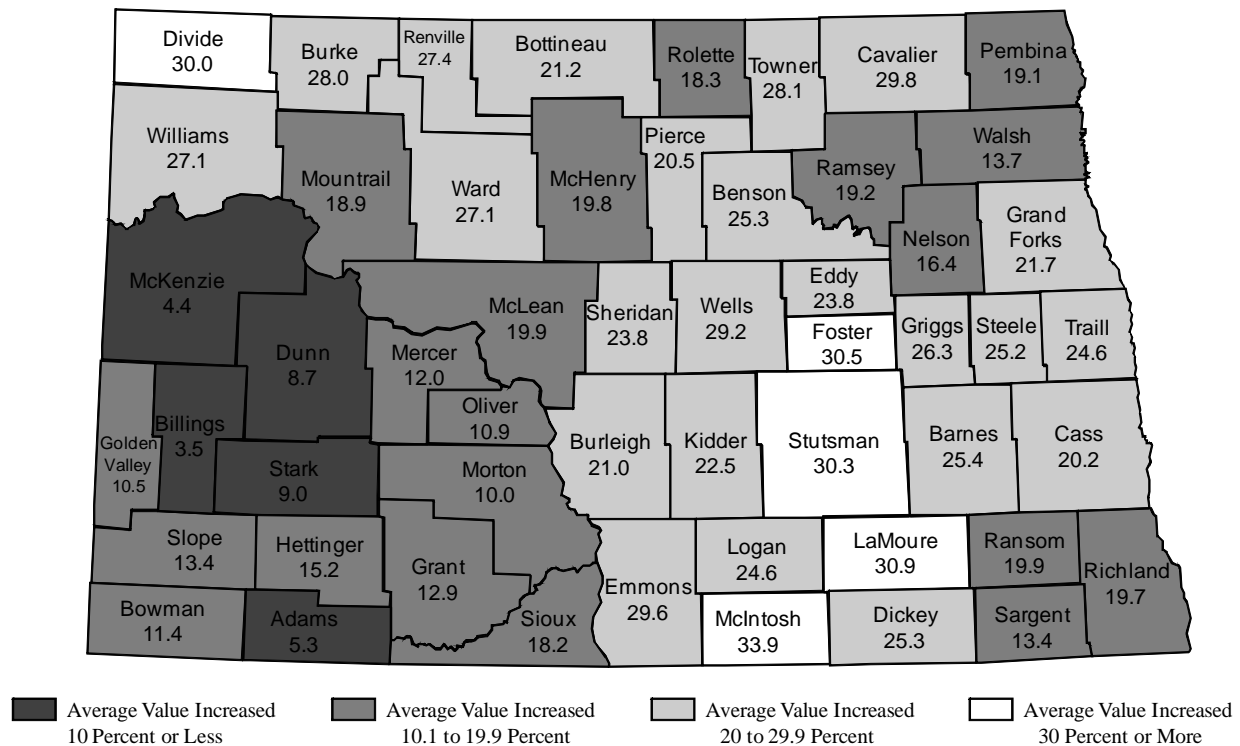 Divide
30.0
Burke
28.0
Renville
27.4
Bottineau
21.2
Rolette
18.3
Towner
28.1
Cavalier
29.8
Pembina
19.1
Williams
27.1
Mountrail
18.9
Ward
27.1
McHenry
19.8
Pierce
20.5
Benson
25.3
Ramsey
19.2
Walsh
13.7
Nelson
16.4
Grand
Forks
21.7
McKenzie
4.4
Dunn
8.7
McLean
19.9
Mercer
12.0
Oliver
10.9
Sheridan
23.8
Wells
29.2
Eddy
23.8
Foster
30.5
Griggs
26.3
Steele
25.2
Traill
24.6
Golden
Valley
10.5
Billings
3.5
Stark
9.0
Morton
10.0
Burleigh
21.0
Kidder
22.5
Stutsman
30.3
Barnes
25.4
Cass
20.2
Slope
13.4
Hettinger
15.2
Grant
12.9
Bowman
11.4
Adams
5.3
Sioux
18.2
Emmons
29.6
Logan
24.6
LaMoure
30.9
Ransom
19.9
Richland
19.7
McIntosh
33.9
Dickey
25.3
Sargent
13.4
Average Value Increased
10 Percent or Less
Average Value Increased
10.1 to 19.9 Percent
Average Value Increased
20 to 29.9 Percent
Average Value Increased
30 Percent or More